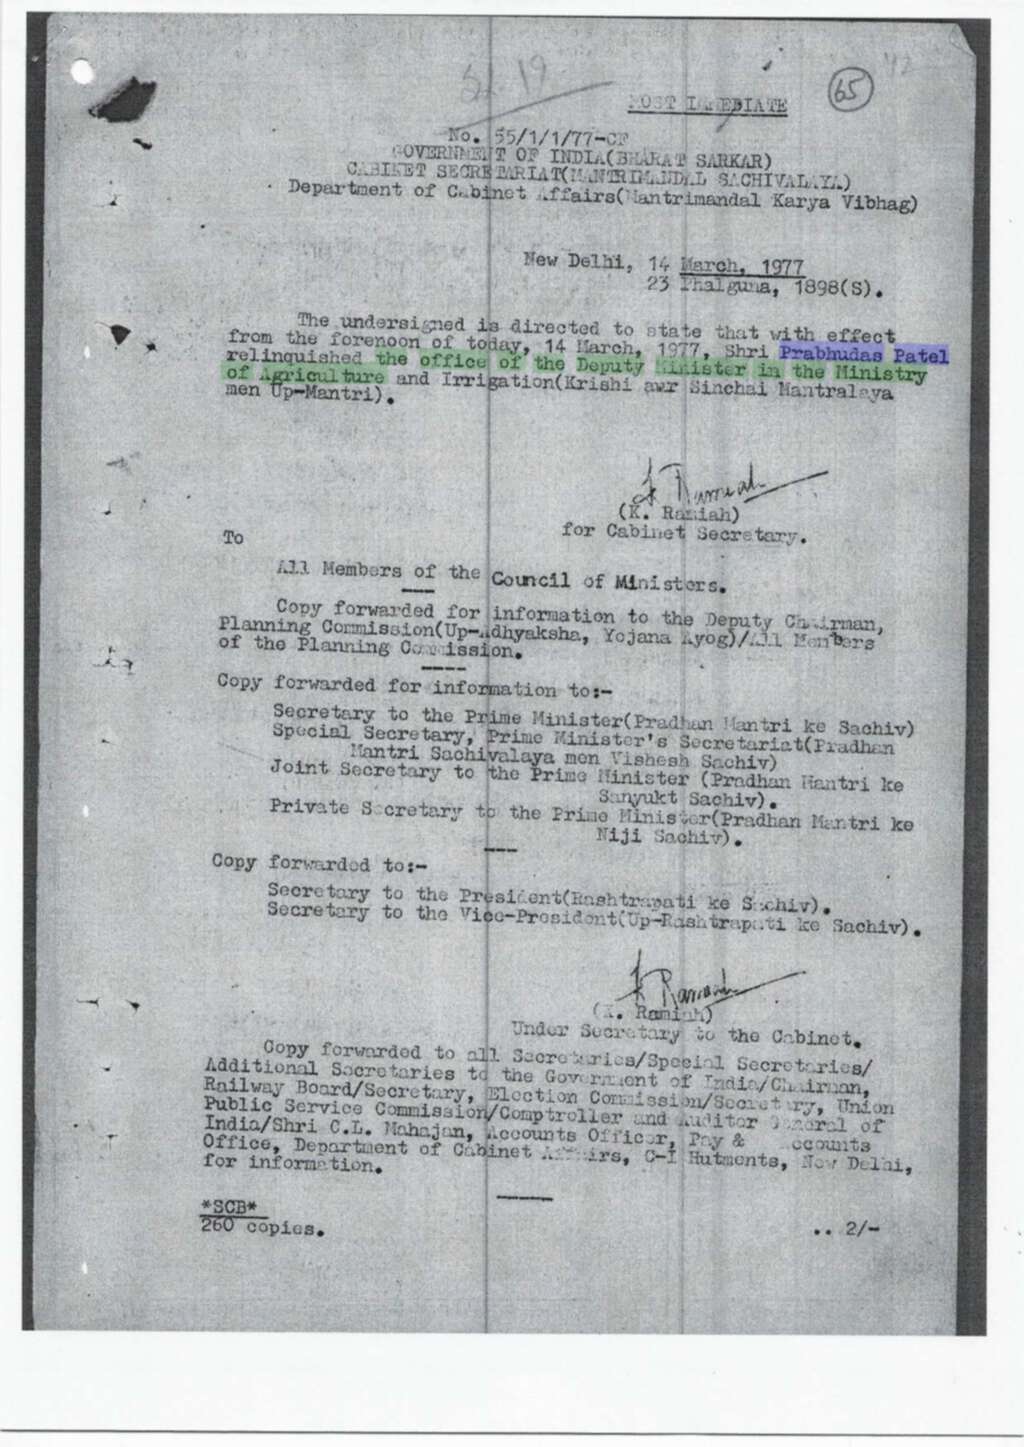 65
MOST IMMEDIATE
No. 55/1/1/77-CF
GOVERNMENT OF INDIA(BHARAT SARKAR)
CABINET SECRETARIAT(MANTRIMANDAL SACHIVALAYA)
Department of Cabinet Affairs(Mantrimandal Karya Vibhag)
New Delhi, 14 March, 1977
23 Phalguna, 1898(S).
The undersigned is directed to state that with effect
from the forenoon of today, 14 March, 1977, Shri Prabhudas Patel
relinquished the office of the Deputy Minister in the Ministry
of Agriculture and Irrigation(Krishi aur Sinchai Mantralaya
men Up-Mantri).
K Ramiah
(K. Ramiah)
for Cabinet Secretary.
To
All Members of the Council of Ministers.
Copy forwarded for information to the Deputy Chairman,
Planning Commission(Up-Adhyaksha, Yojana Ayog)/All Members
of the Planning Commission.
Copy forwarded for information to:-
Secretary to the Prime Minister(Pradhan Mantri ke Sachiv)
Special Secretary, Prime Minister's Secretariat(Pradhan
Mantri Sachivalaya men Vishesh Sachiv)
Joint Secretary to the Prime Minister (Pradhan Mantri ke
Sanyukt Sachiv).
Private Secretary to the Prime Minister(Pradhan Mantri ke
Niji Sachiv).
Copy forwarded to:-
Secretary to the President(Rashtrapati ke Sachiv).
Secretary to the Vice-President(Up-Rashtrapati ke Sachiv).
K Ramiah
(K. Ramiah)
Under Secretary to the Cabinet.
Copy forwarded to all Secretaries/Special Secretaries/
Additional Secretaries to the Government of India/Chairman,
Railway Board/Secretary, Election Commission/Secretary, Union
Public Service Commission/Comptroller and Auditor General of
India/Shri C.L. Mahajan, Accounts Officer, Pay & Accounts
Office, Department of Cabinet Affairs, C-I Hutments, New Delhi,
for information.
*SCB*
260 copies.
.. 2/-